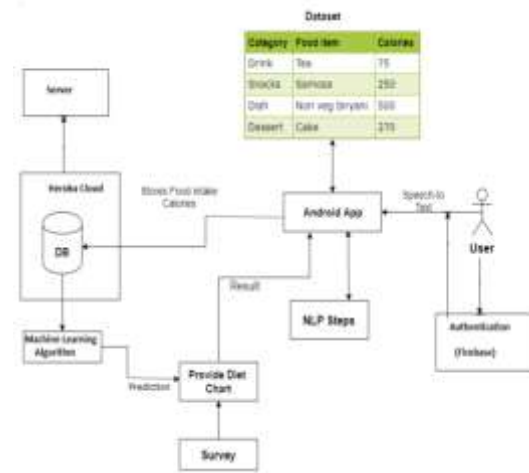 Dataset
Category Food Item Calories
Drink Tea 75
Snacks Samosa 250
Dish Non veg biryani 500
Dessert Cake 270
Server
Heroku Cloud
DB
Stores Food Intake
Calories
Android App
Speech to
Text
User
Result
NLP Steps
Authentication
(Firebase)
Machine Learning
Algorithm
Prediction
Provide Diet
Chart
Survey